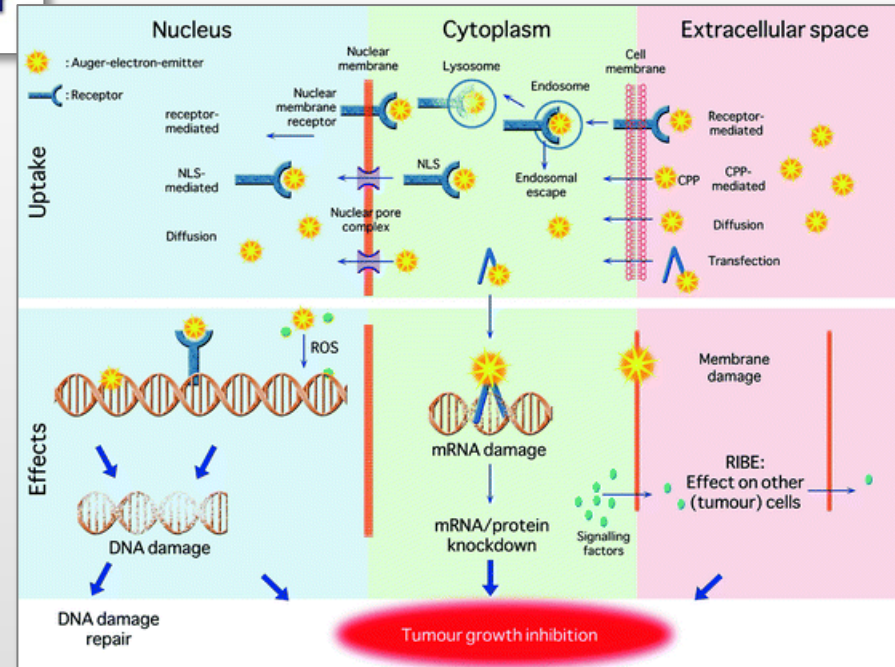 Nucleus
Cytoplasm
Extracellular space
: Auger-electron-emitter
: Receptor
Nuclear
membrane
Lysosome
Endosome
Cell
membrane
Uptake
receptor-
mediated
Nuclear
membrane
receptor
Receptor-
mediated
NLS-
mediated
NLS
Endosomal
escape
CPP
CPP-
mediated
Nuclear pore
complex
Diffusion
Diffusion
Transfection
Effects
ROS
Membrane
damage
mRNA damage
RIBE:
Effect on other
(tumour) cells
DNA damage
mRNA/protein
knockdown
Signalling
factors
DNA damage
repair
Tumour growth inhibition